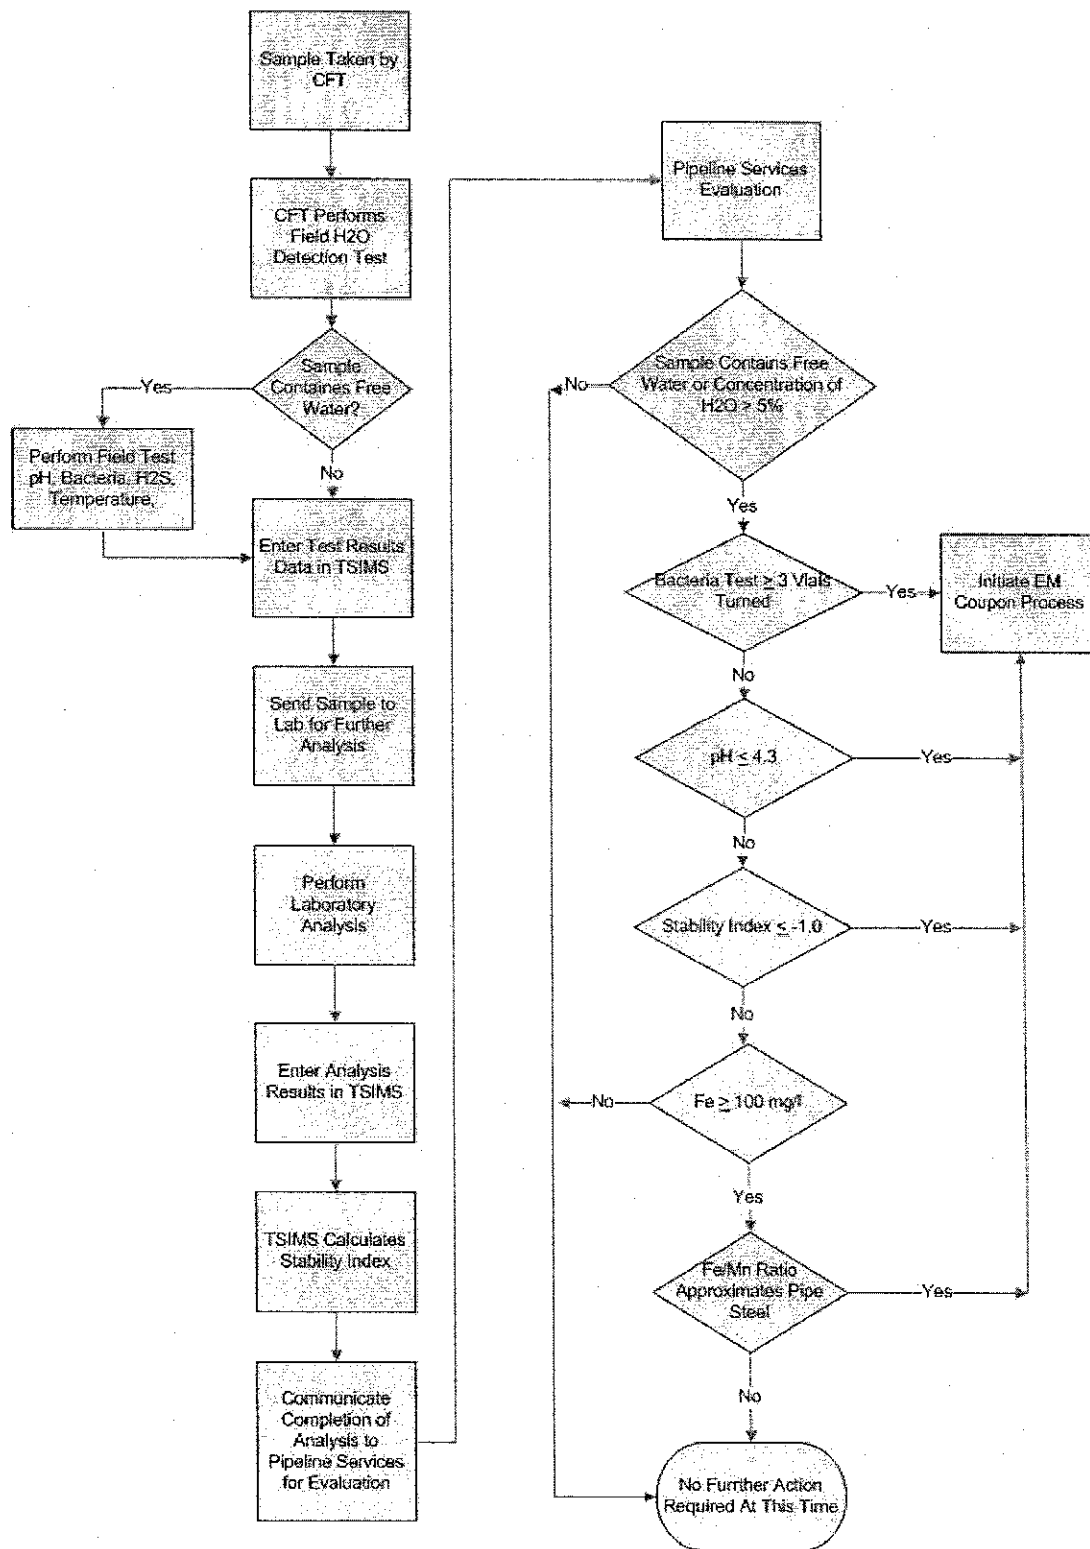 Sample Taken by
CFT
CFT Performs
Field H2O
Detection Test
Sample
Containes Free
Water?
Yes
No
Perform Field Test
pH, Bacteria, H2S,
Temperature,
Enter Test Results
Data in TSIMS
Send Sample to
Lab for Further
Analysis
Perform
Laboratory
Analysis
Enter Analysis
Results in TSIMS
TSIMS Calculates
Stability Index
Communicate
Completion of
Analysis to
Pipeline Services
for Evaluation
Pipeline Services
Evaluation
Sample Contains Free
Water or Concentration of
H2O > 5%
No
Yes
Bacteria Test ≥ 3 Vials
Turned
Yes
Initiate EM
Coupon Process
No
pH ≤ 4.3
Yes
No
Stability Index ≤ -1.0
Yes
No
Fe ≥ 100 mg/l
No
Yes
Fe/Mn Ratio
Approximates Pipe
Steel
Yes
No
No Further Action
Required At This Time